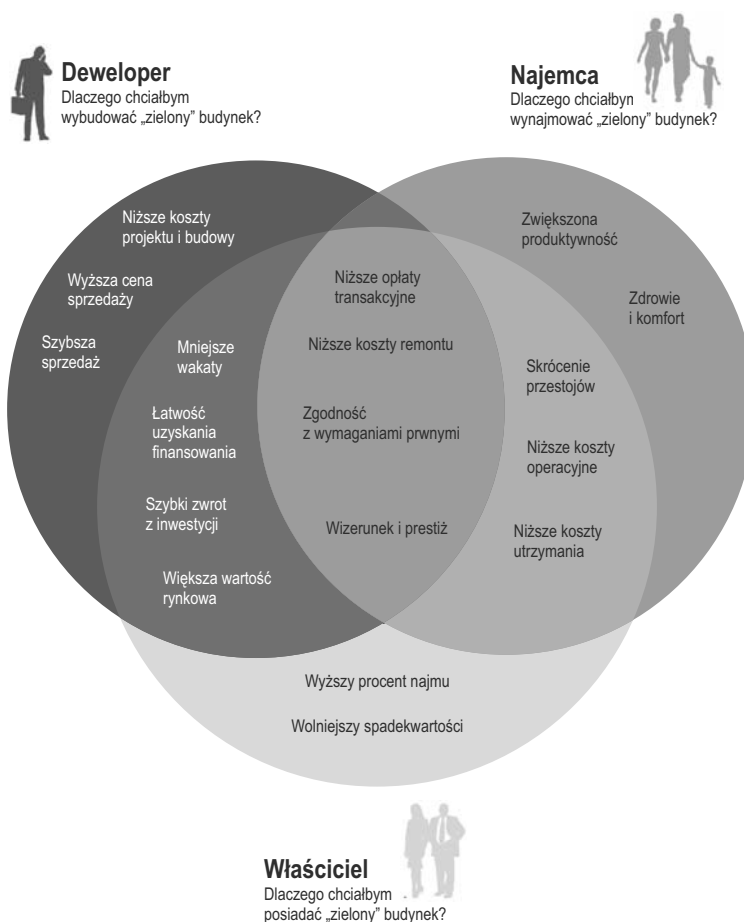 Deweloper
Dlaczego chciałbym
wybudować „zielony” budynek?
Najemca
Dlaczego chciałbyn
wynajmować „zielony” budynek?
Niższe koszty
projektu i budowy
Wyższa cena
sprzedaży
Szybsza
sprzedaż
Mniejsze
wakaty
Łatwość
uzyskania
finansowania
Szybki zwrot
z inwestycji
Większa wartość
rynkowa
Niższe opłaty
transakcyjne
Niższe koszty remontu
Zgodność
z wymaganiami prwnymi
Wizerunek i prestiż
Zwiększona
produktywność
Zdrowie
i komfort
Skrócenie
przestojów
Niższe koszty
operacyjne
Niższe koszty
utrzymania
Wyższy procent najmu
Wolniejszy spadekwartości
Właściciel
Dlaczego chciałbym
posiadać „zielony” budynek?